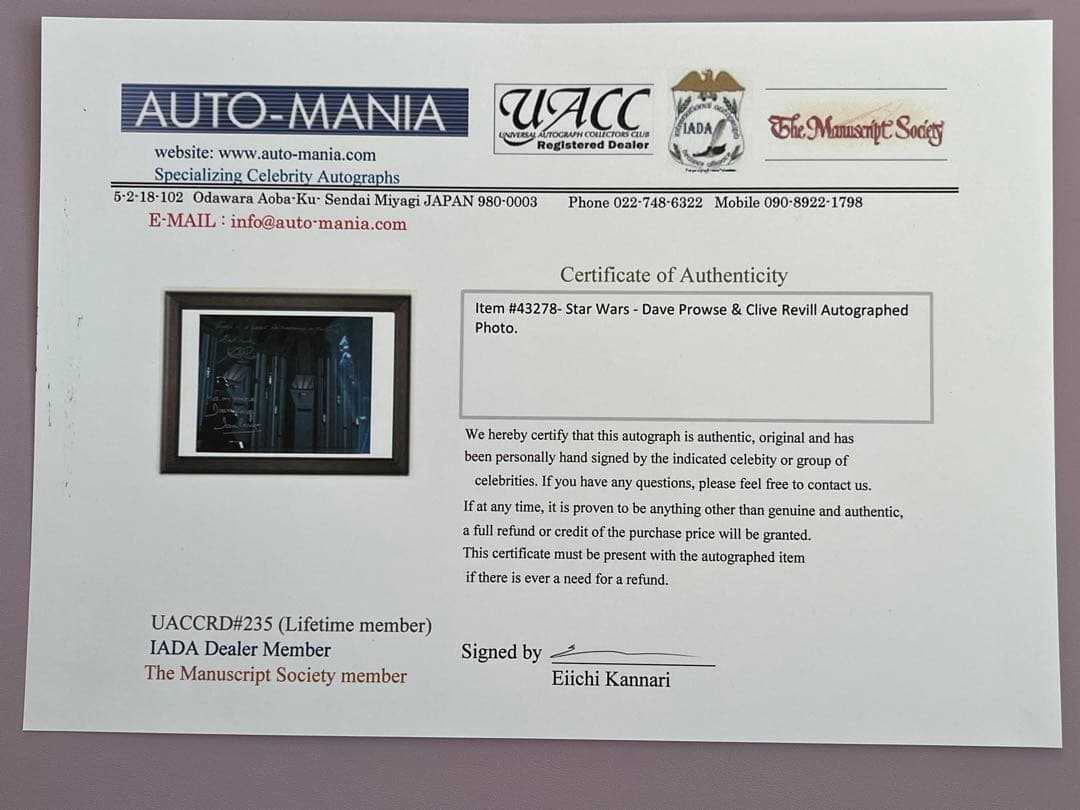 AUTO-MANIA
website: www.auto-mania.com
Specializing Celebrity Autographs
UACC
UNIVERSAL AUTOGRAPH COLLECTORS CLUB
Registered Dealer
IADA
The Manuscript Society
5-2-18-102 Odawara Aoba-Ku- Sendai Miyagi JAPAN 980-0003 Phone 022-748-6322 Mobile 090-8922-1798
E-MAIL : info@auto-mania.com
Certificate of Authenticity
Item #43278- Star Wars - Dave Prowse & Clive Revill Autographed
Photo.
We hereby certify that this autograph is authentic, original and has
been personally hand signed by the indicated celebity or group of
celebrities. If you have any questions, please feel free to contact us.
If at any time, it is proven to be anything other than genuine and authentic,
a full refund or credit of the purchase price will be granted.
This certificate must be present with the autographed item
if there is ever a need for a refund.
UACCRD#235 (Lifetime member)
IADA Dealer Member
The Manuscript Society member
Signed by
Eiichi Kannari